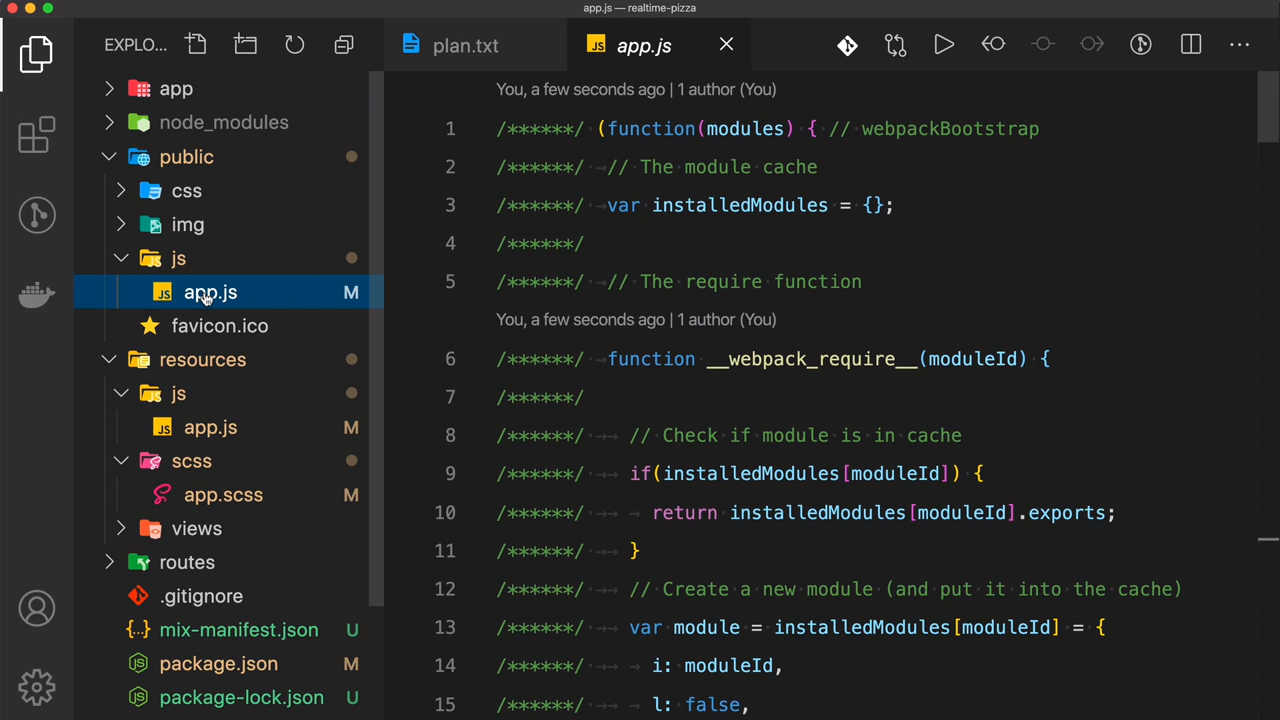 app.js — realtime-pizza
EXPLO...
plan.txt
JS app.js
app
node_modules
public
css
img
js
JS app.js M
favicon.ico
resources
js
JS app.js M
scss
app.scss M
views
routes
.gitignore
{..} mix-manifest.json U
package.json M
package-lock.json U
You, a few seconds ago | 1 author (You)
1 /******/ (function(modules) { // webpackBootstrap
2 /******/ // The module cache
3 /******/ var installedModules = {};
4 /******/
5 /******/ // The require function
You, a few seconds ago | 1 author (You)
6 /******/ function __webpack_require__(moduleId) {
7 /******/
8 /******/ // Check if module is in cache
9 /******/ if(installedModules[moduleId]) {
10 /******/ return installedModules[moduleId].exports;
11 /******/ }
12 /******/ // Create a new module (and put it into the cache)
13 /******/ var module = installedModules[moduleId] = {
14 /******/ i: moduleId,
15 /******/ l: false,